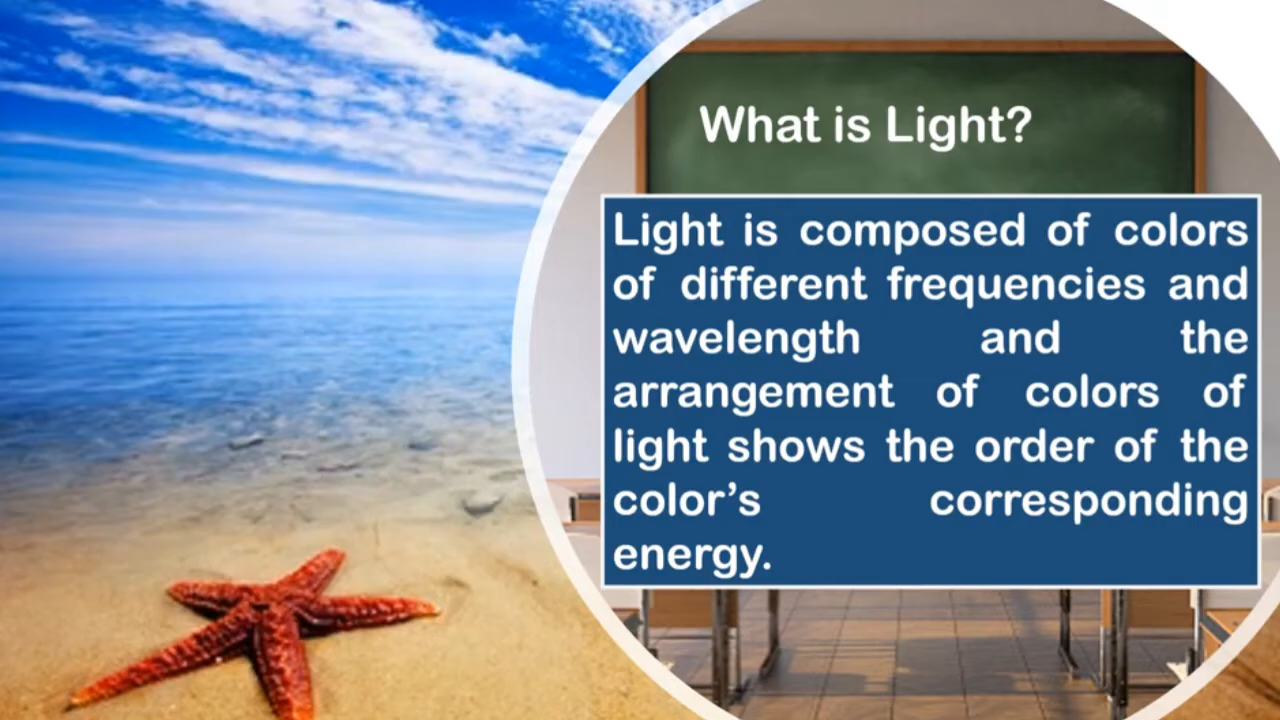 What is Light?
Light is composed of colors
of different frequencies and
wavelength and the
arrangement of colors of
light shows the order of the
color’s corresponding
energy.